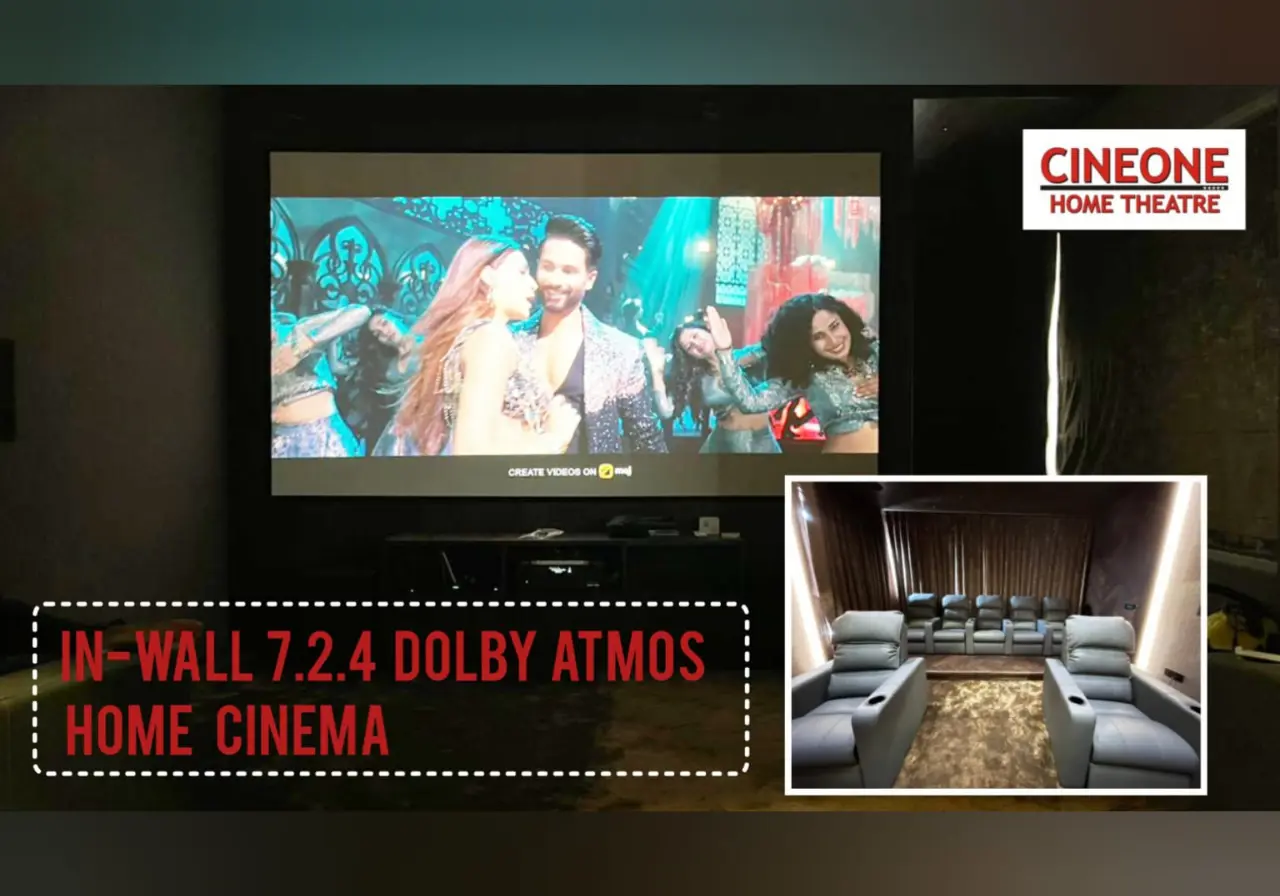 CINEONE
HOME THEATRE
CREATE VIDEOS ON moj
IN-WALL 7.2.4 DOLBY ATMOS
HOME CINEMA